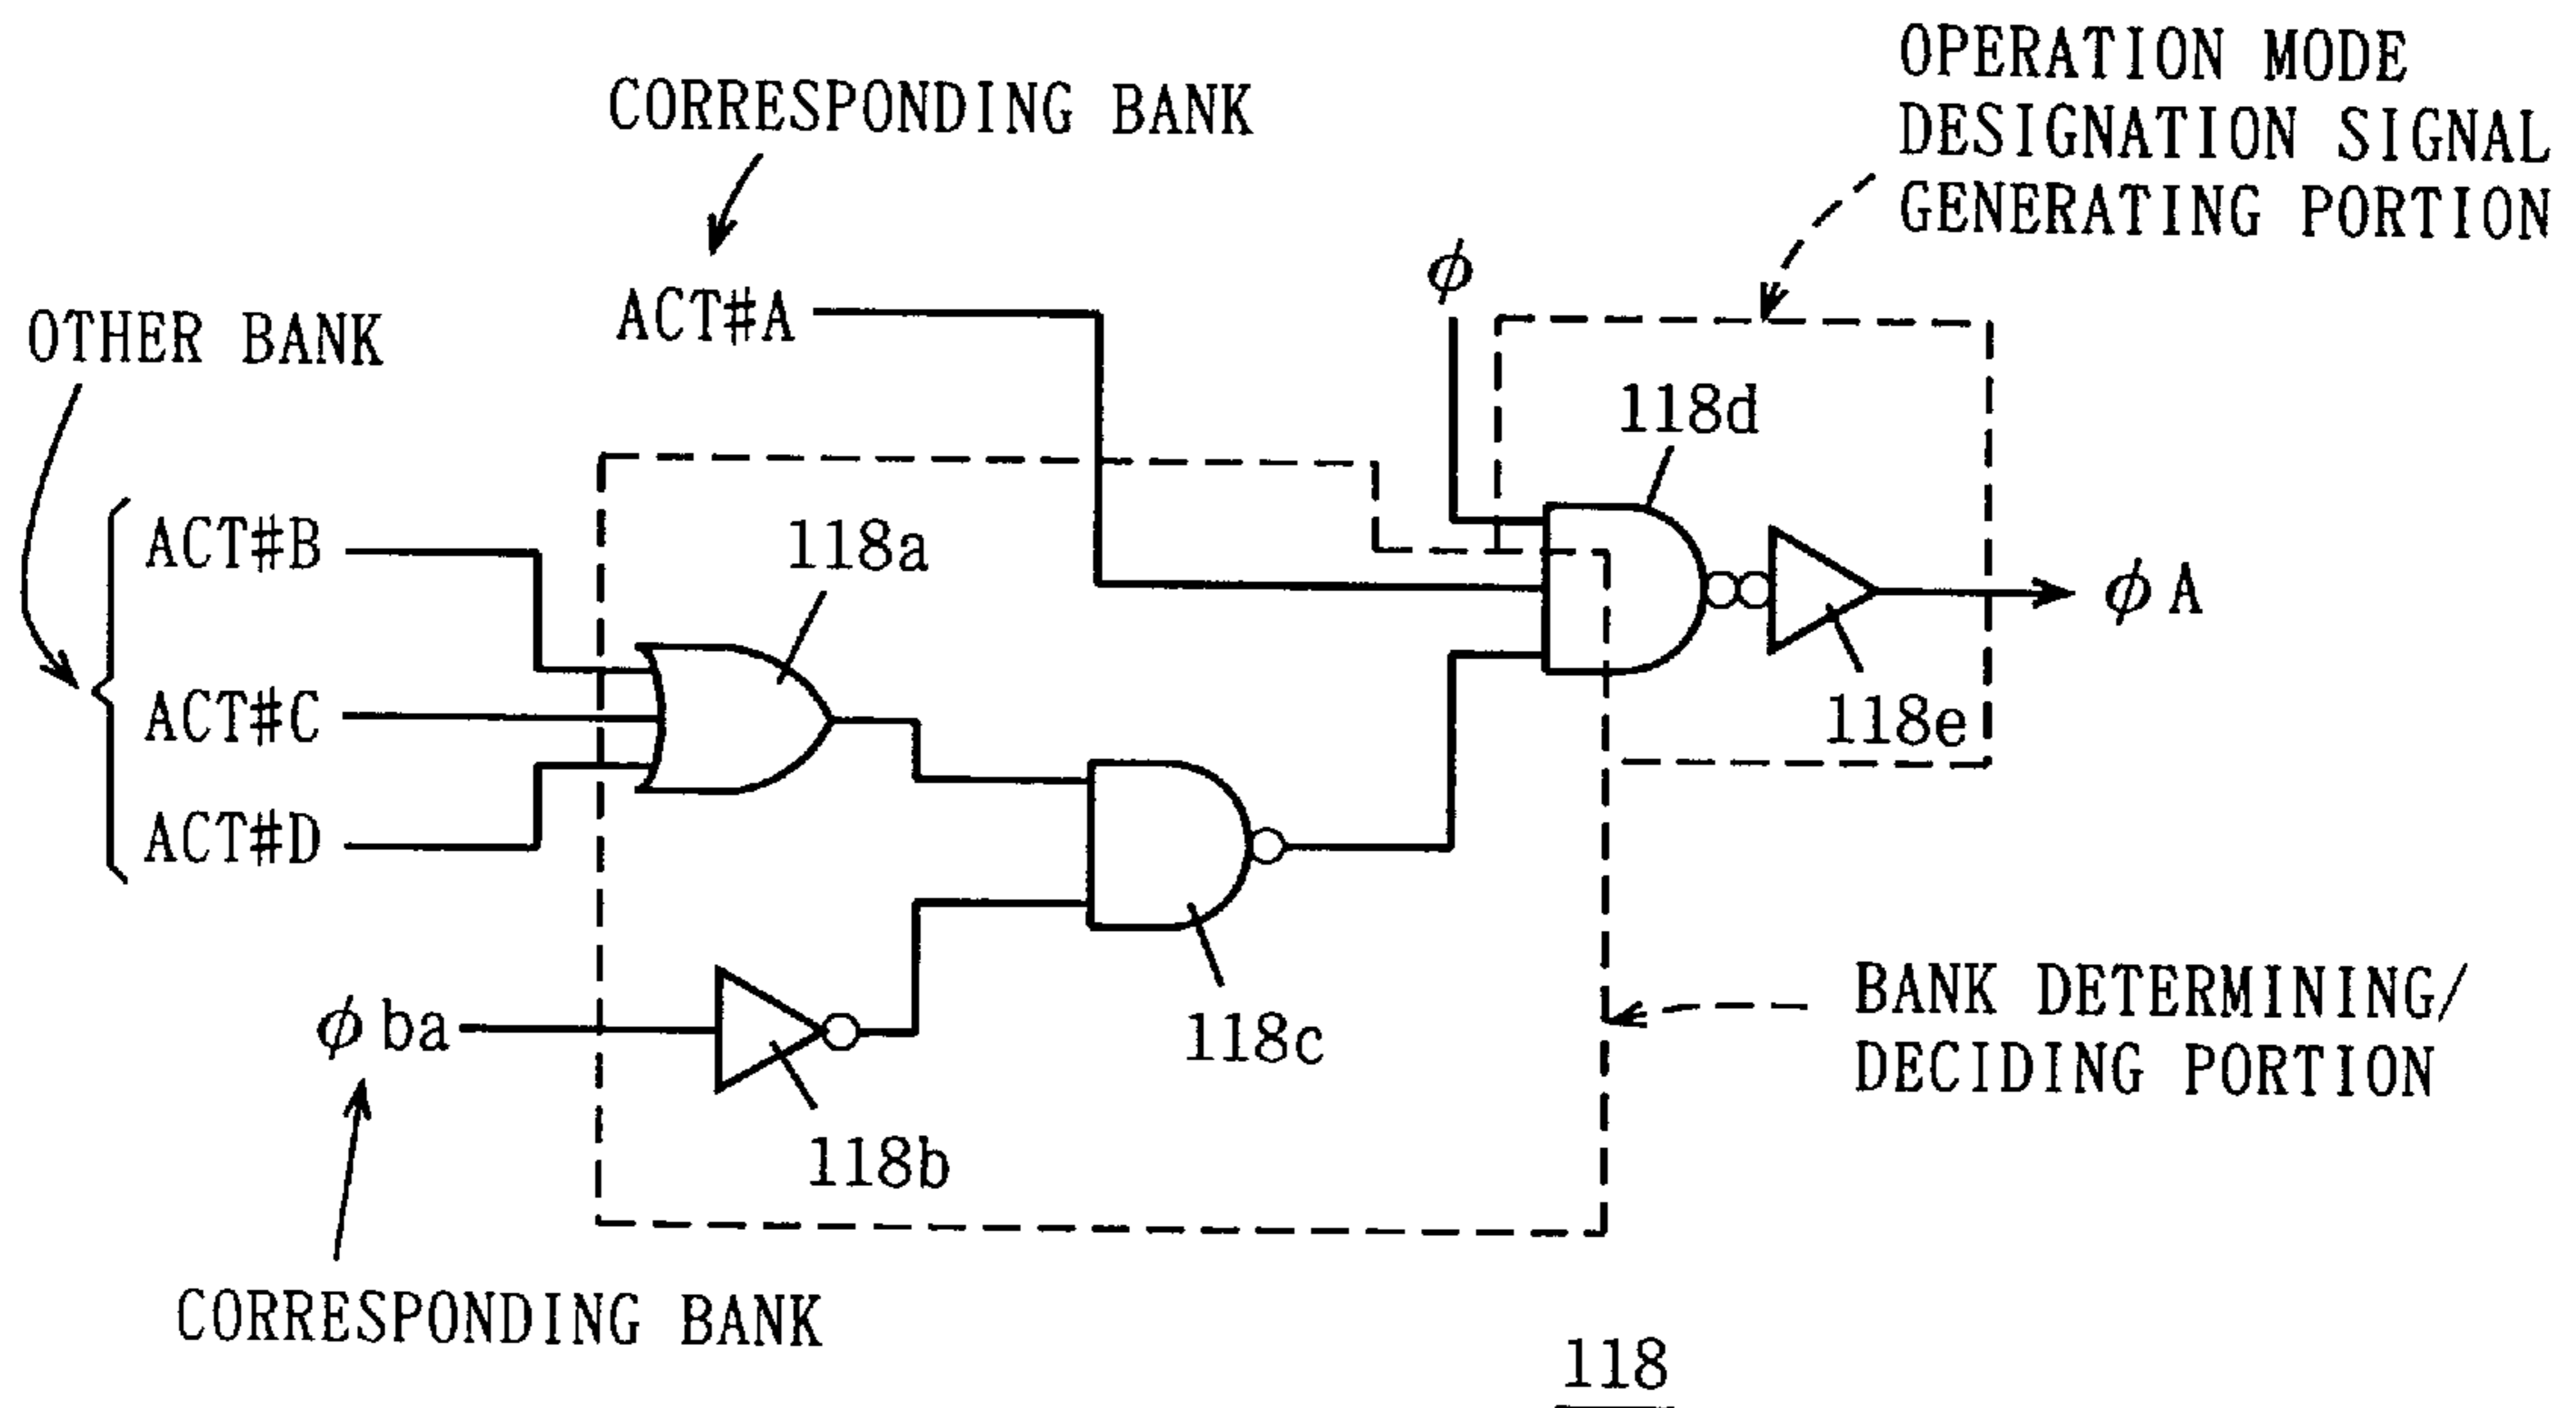 OPERATION MODE
DESIGNATION SIGNAL
GENERATING PORTION
CORRESPONDING BANK
ϕ
ACT#A
OTHER BANK
118d
ACT#B
118a
ϕA
ACT#C
118e
ACT#D
BANK DETERMINING/
DECIDING PORTION
ϕba
118c
118b
CORRESPONDING BANK
118